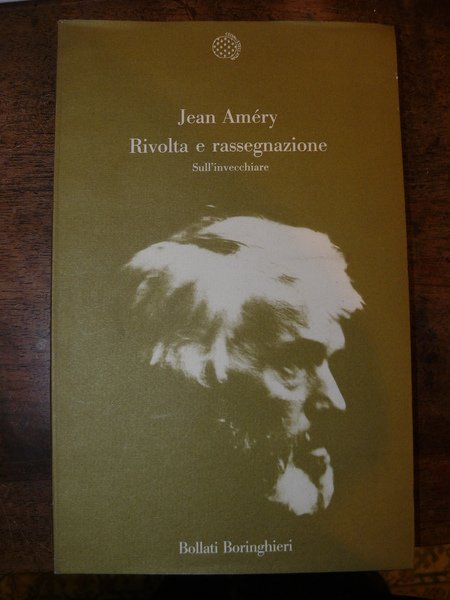 Jean Améry
Rivolta e rassegnazione
Sull'invecchiare
Bollati Boringhieri